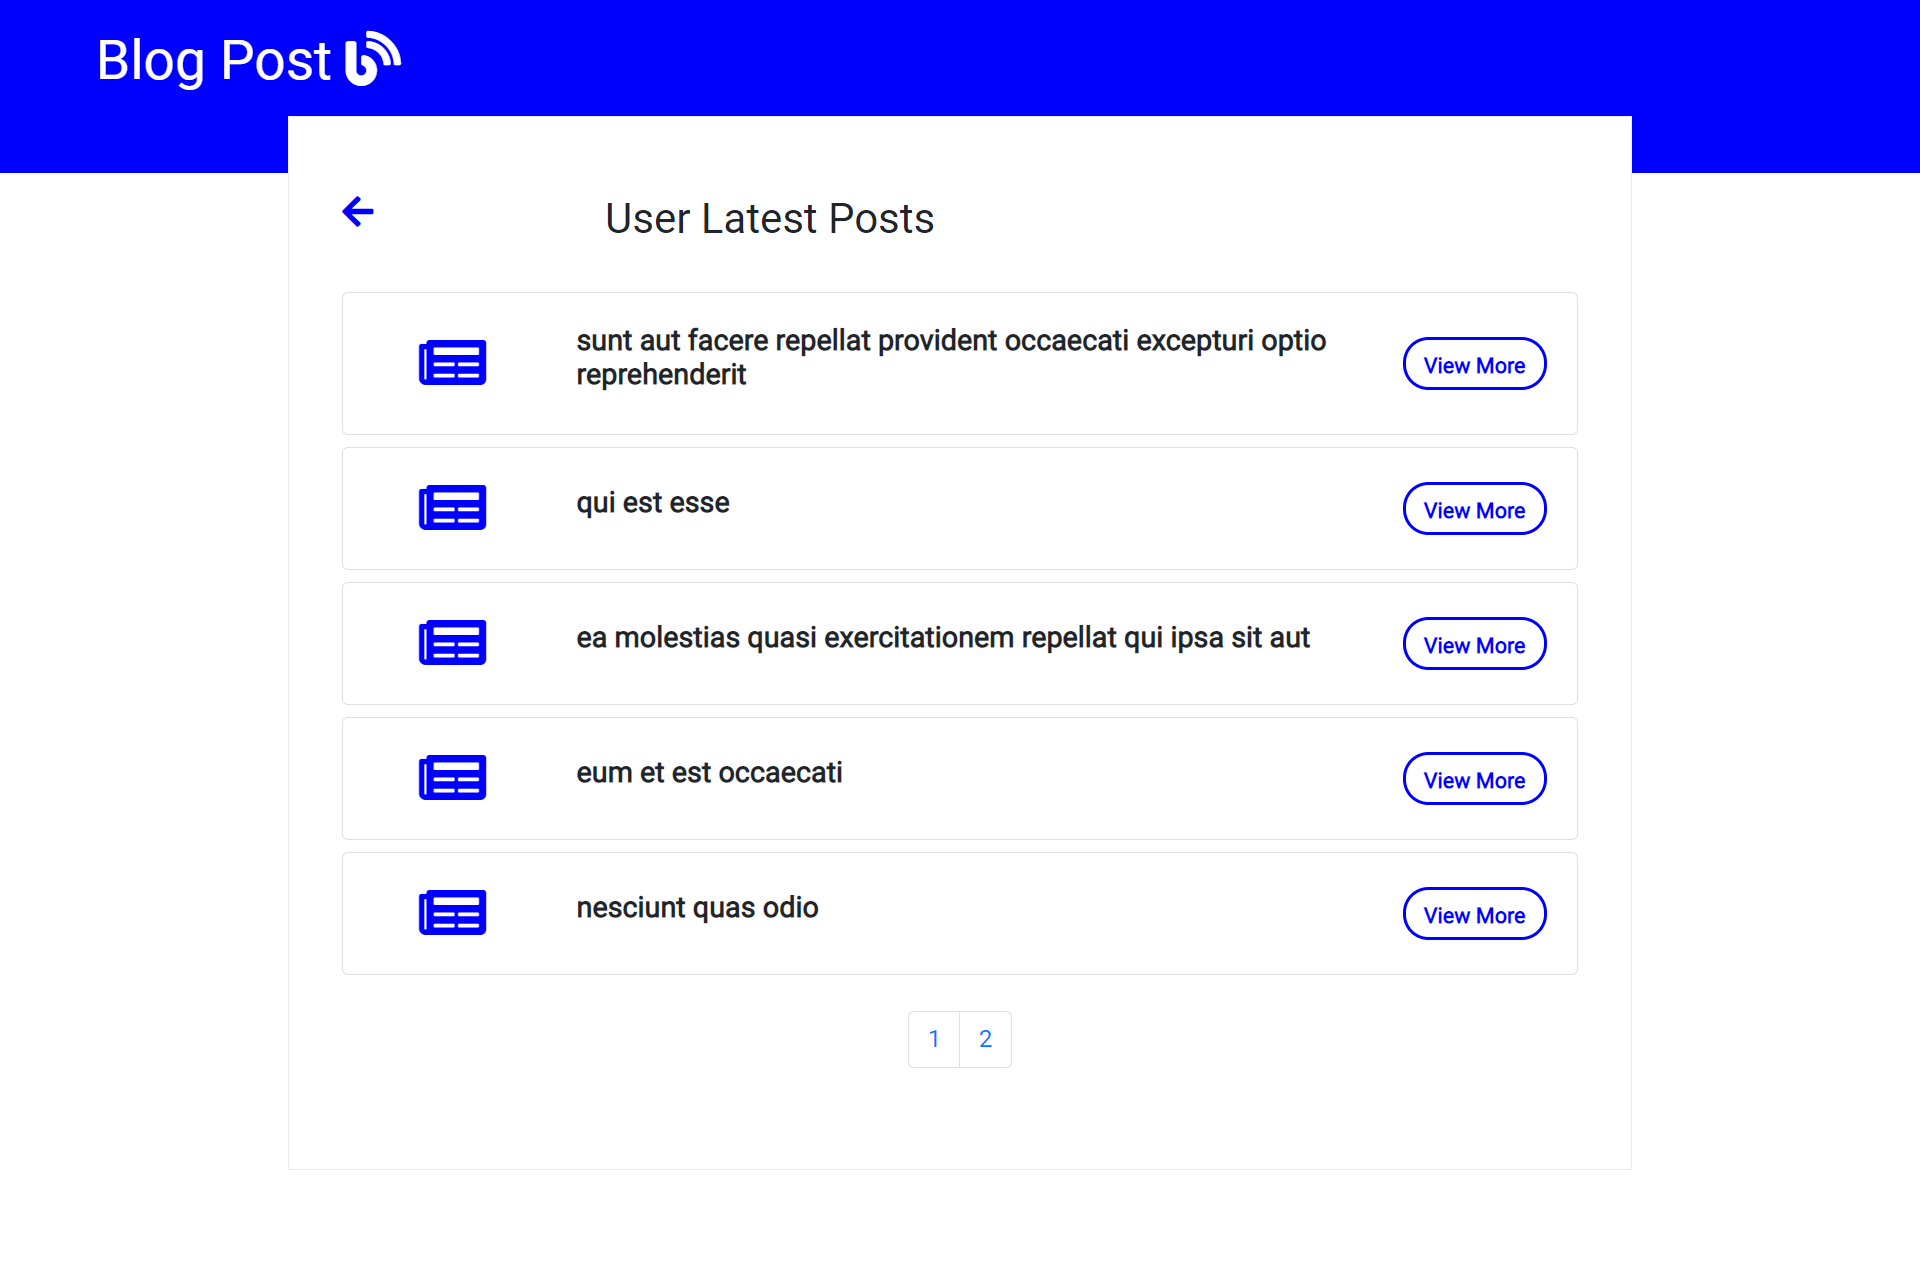 Blog Post
User Latest Posts
sunt aut facere repellat provident occaecati excepturi optio
reprehenderit
View More
qui est esse
View More
ea molestias quasi exercitationem repellat qui ipsa sit aut
View More
eum et est occaecati
View More
nesciunt quas odio
View More
1 2